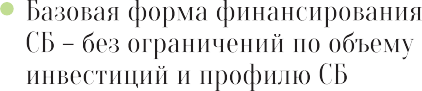 Базовая форма финансирования
СБ – без ограничений по объему
инвестиций и профилю СБ